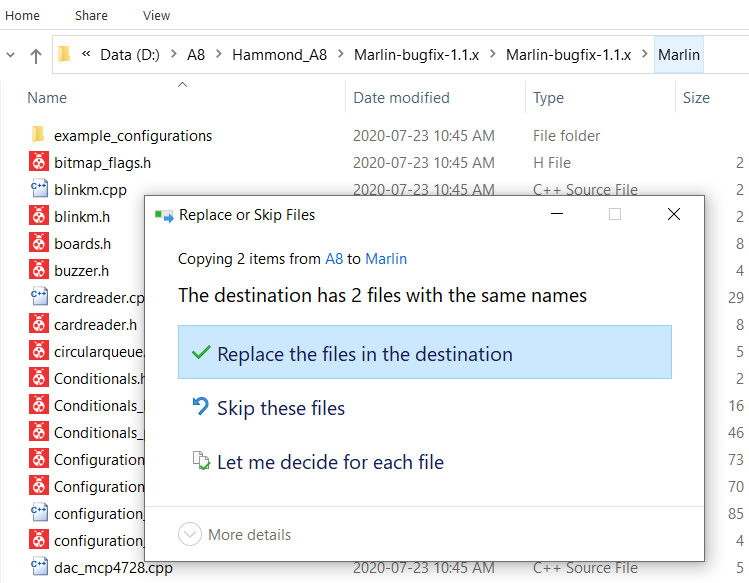 Home Share View
« Data (D:) > A8 > Hammond_A8 > Marlin-bugfix-1.1.x > Marlin-bugfix-1.1.x > Marlin
Name Date modified Type Size
example_configurations 2020-07-23 10:45 AM File folder
bitmap_flags.h 2020-07-23 10:45 AM H File 2
blinkm.cpp 2020-07-23 10:45 AM C++ Source File 2
blinkm.h 2
boards.h 8
buzzer.h 4
cardreader.cp 29
cardreader.h 8
circularqueue. 5
Conditionals.h 2
Conditionals_ 16
Conditionals_ 46
Configuration 73
Configuration 70
configuration_ 85
configuration_ 4
dac_mcp4728.cpp 2020-07-23 10:45 AM C++ Source File 5
Replace or Skip Files
Copying 2 items from A8 to Marlin
The destination has 2 files with the same names
Replace the files in the destination
Skip these files
Let me decide for each file
More details